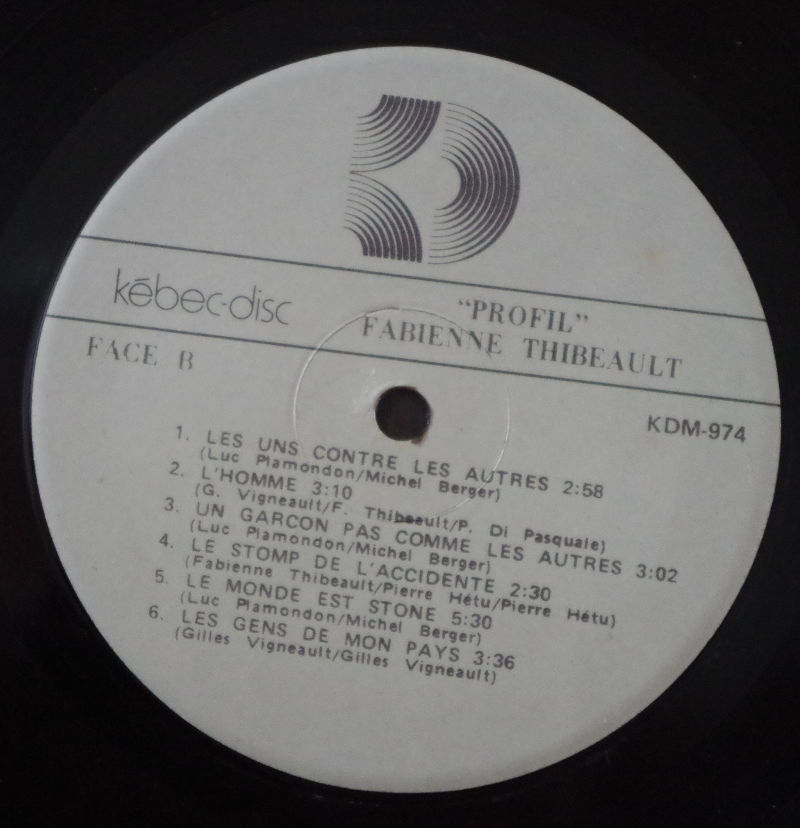 kébec-disc
"PROFIL"
FABIENNE THIBEAULT
FACE B
KDM-974
1. LES UNS CONTRE LES AUTRES 2:58
(Luc Plamondon/Michel Berger)
2. L'HOMME 3:10
(G. Vigneault/F. Thibeault/P. Di Pasquale)
3. UN GARCON PAS COMME LES AUTRES 3:02
(Luc Plamondon/Michel Berger)
4. LE STOMP DE L'ACCIDENTE 2:30
(Fabienne Thibeault/Pierre Hétu/Pierre Hétu)
5. LE MONDE EST STONE 5:30
(Luc Plamondon/Michel Berger)
6. LES GENS DE MON PAYS 3:36
(Gilles Vigneault/Gilles Vigneault)